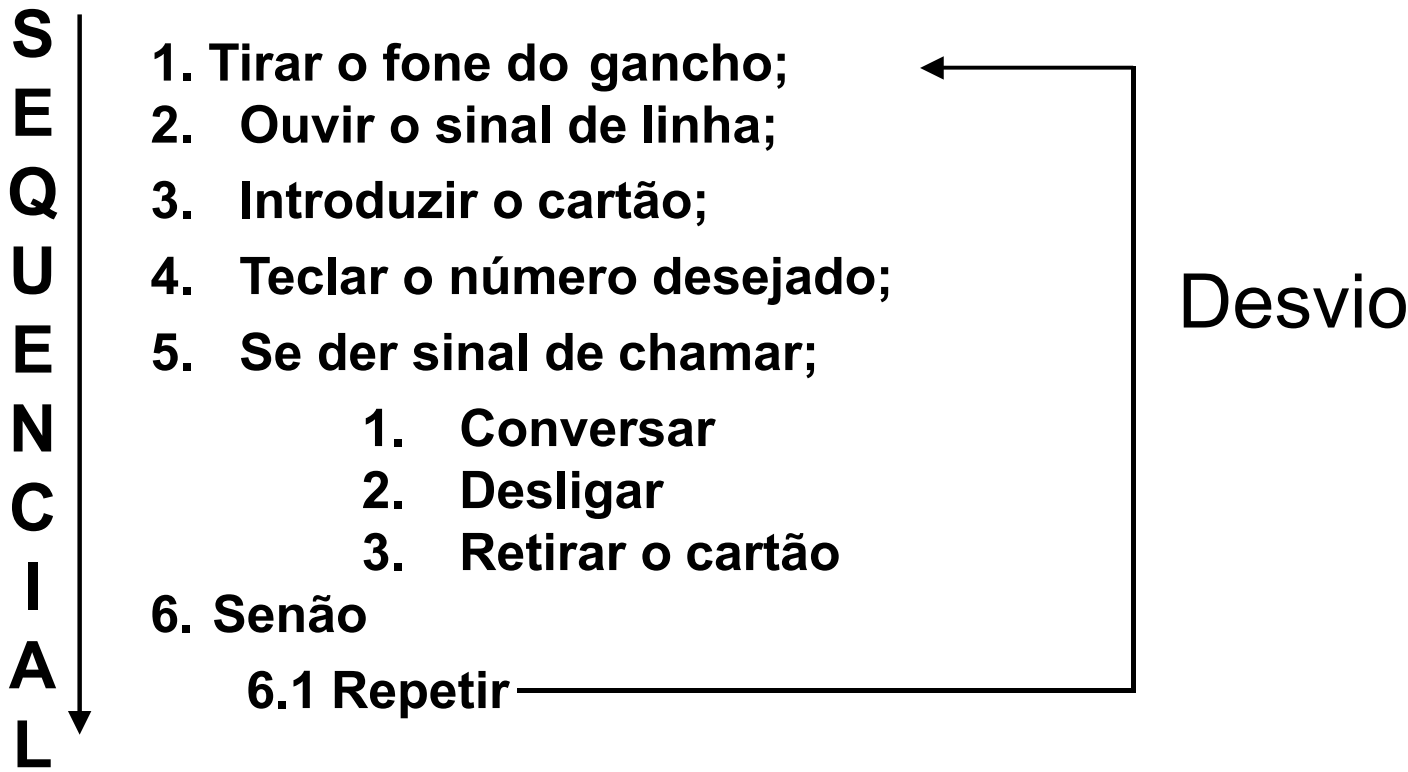 SEQUENCIAL
1. Tirar o fone do gancho;
2. Ouvir o sinal de linha;
3. Introduzir o cartão;
4. Teclar o número desejado;
5. Se der sinal de chamar;
1. Conversar
2. Desligar
3. Retirar o cartão
6. Senão
6.1 Repetir
Desvio